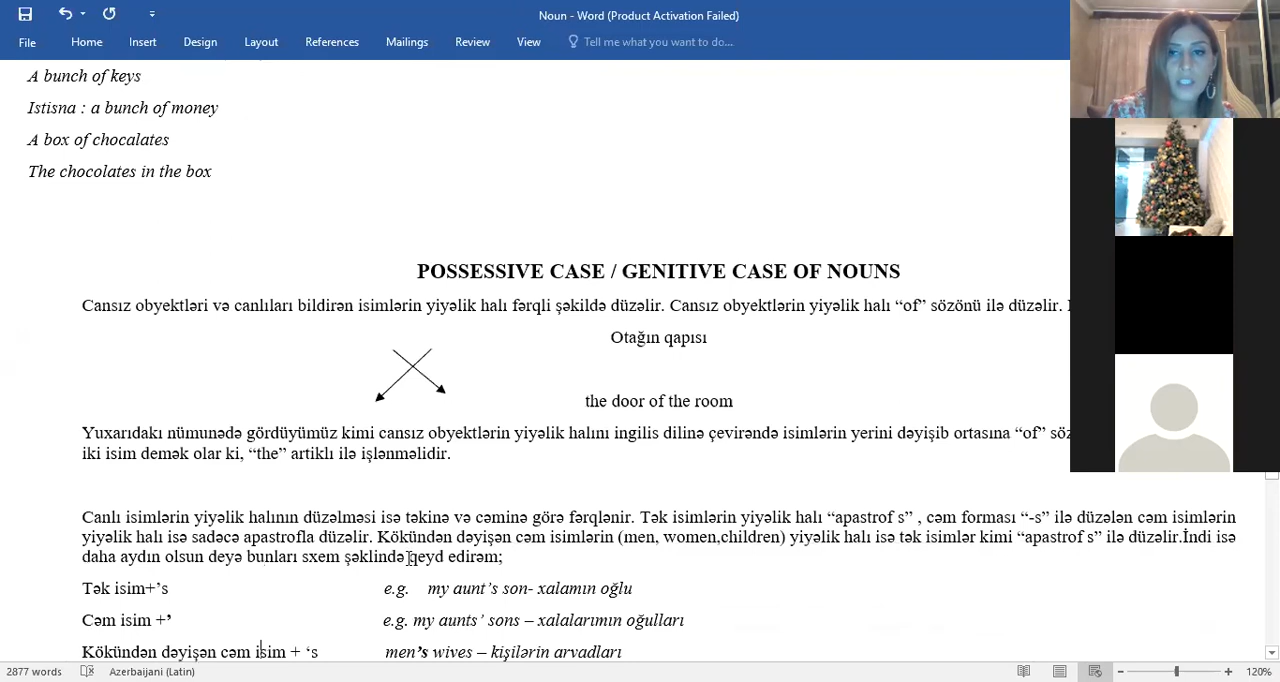 Noun - Word (Product Activation Failed)
File Home Insert Design Layout References Mailings Review View Tell me what you want to do...
A bunch of keys
Istisna : a bunch of money
A box of chocalates
The chocolates in the box
POSSESSIVE CASE / GENITIVE CASE OF NOUNS
Cansız obyektləri və canlıları bildirən isimlərin yiyəlik halı fərqli şəkildə düzəlir. Cansız obyektlərin yiyəlik halı “of” sözönü ilə düzəlir.
Otağın qapısı
the door of the room
Yuxarıdakı nümunədə gördüyümüz kimi cansız obyektlərin yiyəlik halını ingilis dilinə çevirəndə isimlərin yerini dəyişib ortasına “of”
iki isim demək olar ki, “the” artiklı ilə işlənməlidir.
Canlı isimlərin yiyəlik halının düzəlməsi isə təkinə və cəminə görə fərqlənir. Tək isimlərin yiyəlik halı “apastrof s” , cəm forması “-s” ilə düzələn cəm isimlərin
yiyəlik halı isə sadəcə apastrofla düzəlir. Kökündən dəyişən cəm isimlərin (men, women,children) yiyəlik halı isə tək isimlər kimi “apastrof s” ilə düzəlir.İndi isə
daha aydın olsun deyə bunları sxem şəklində qeyd edirəm;
Tək isim+’s e.g. my aunt’s son- xalamın oğlu
Cəm isim +’ e.g. my aunts’ sons – xalalarımın oğulları
Kökündən dəyişən cəm isim + ‘s men’s wives – kişilərin arvadları
2877 words Azerbaijani (Latin) 120%